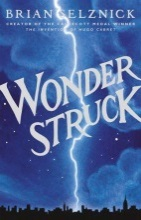 BRIAN SELZNICK
CREATOR OF THE CALDECOTT MEDAL WINNER
THE INVENTION OF HUGO CABRET
WONDER
STRUCK